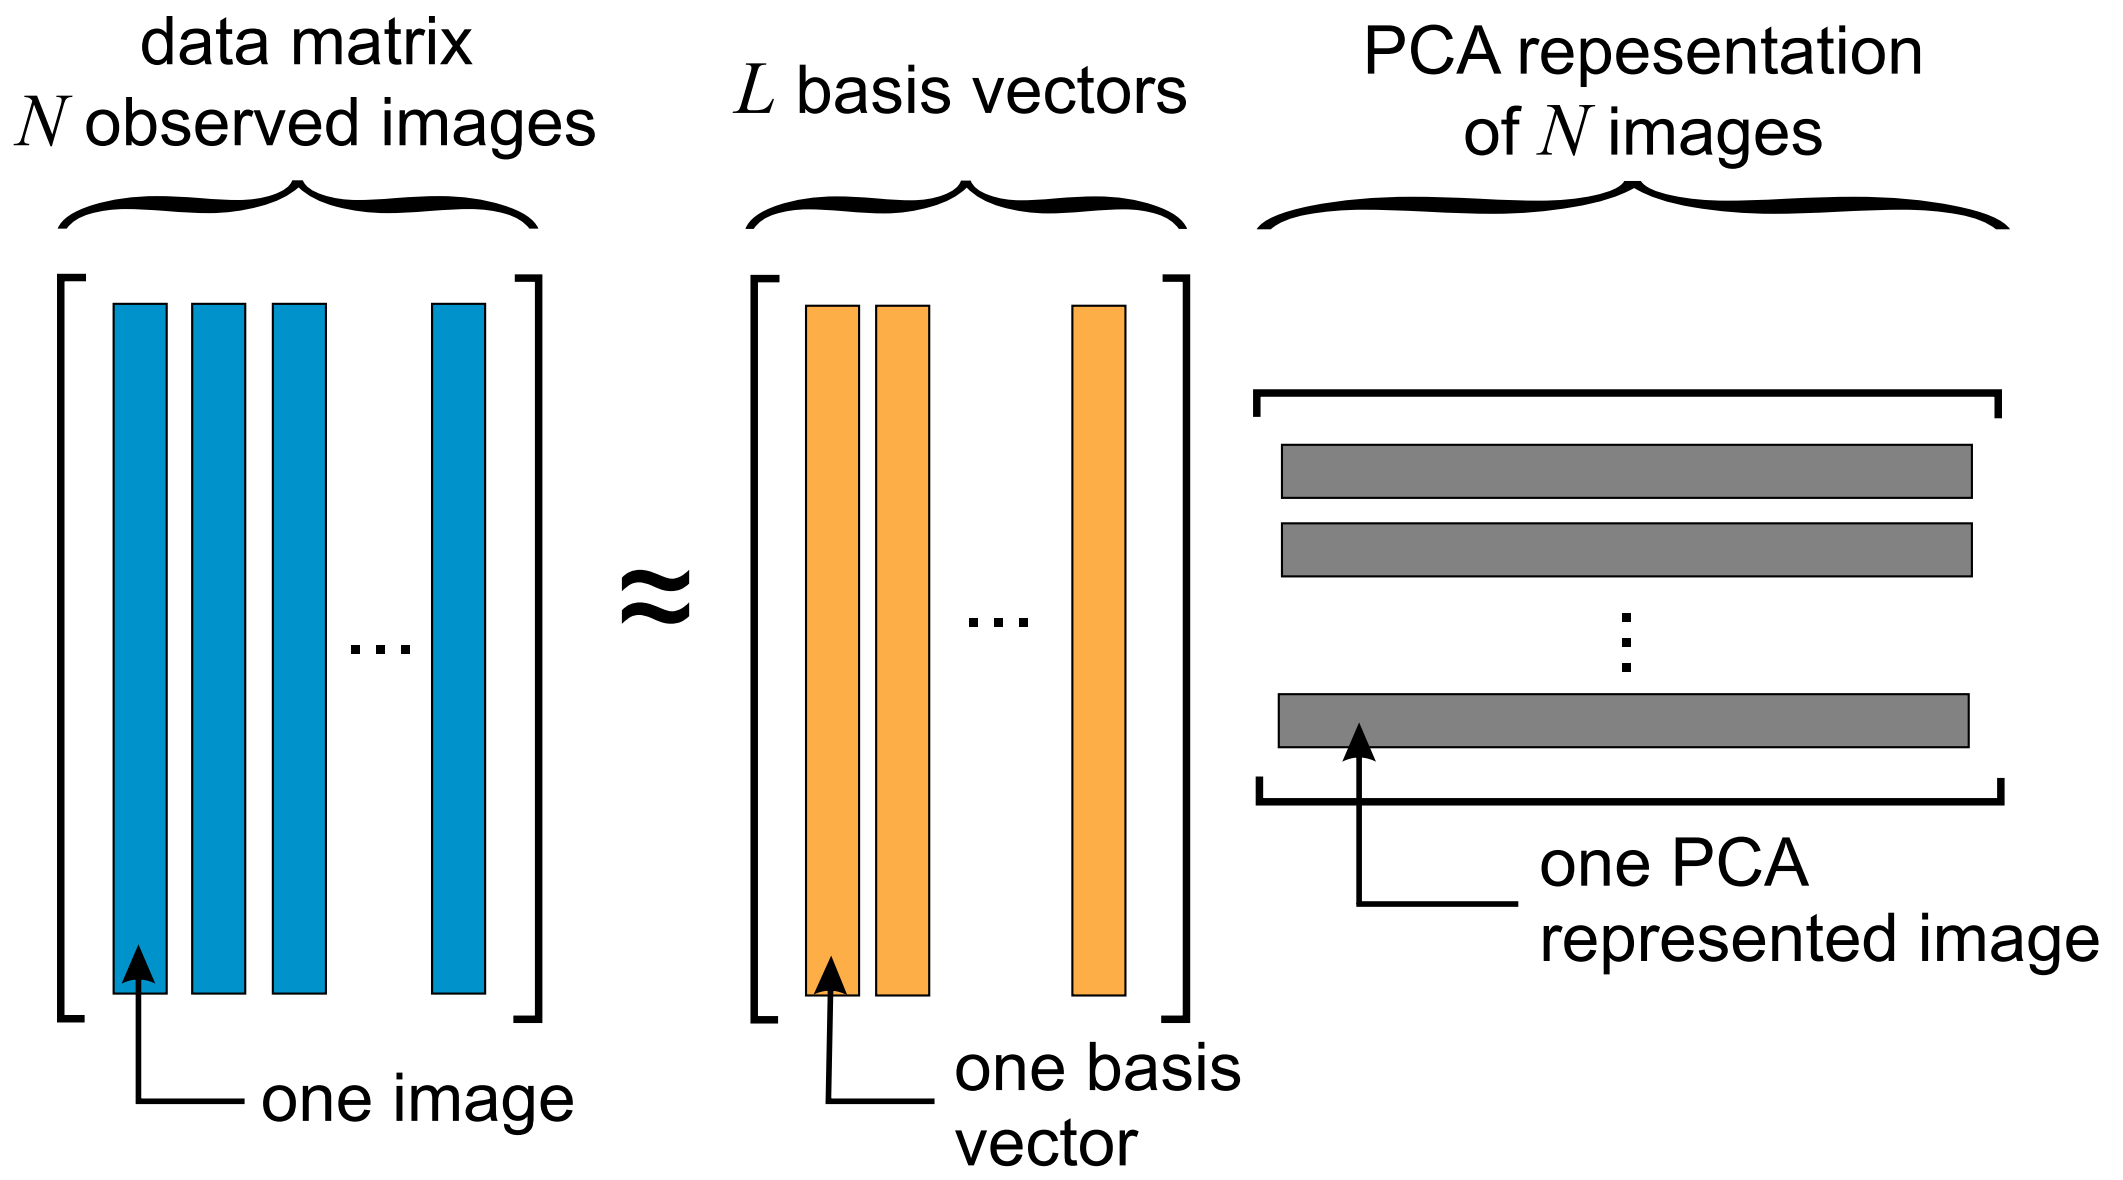 data matrix
N observed images
L basis vectors
PCA repesentation
of N images
...
≈
...
⋮
one image
one basis
vector
one PCA
represented image